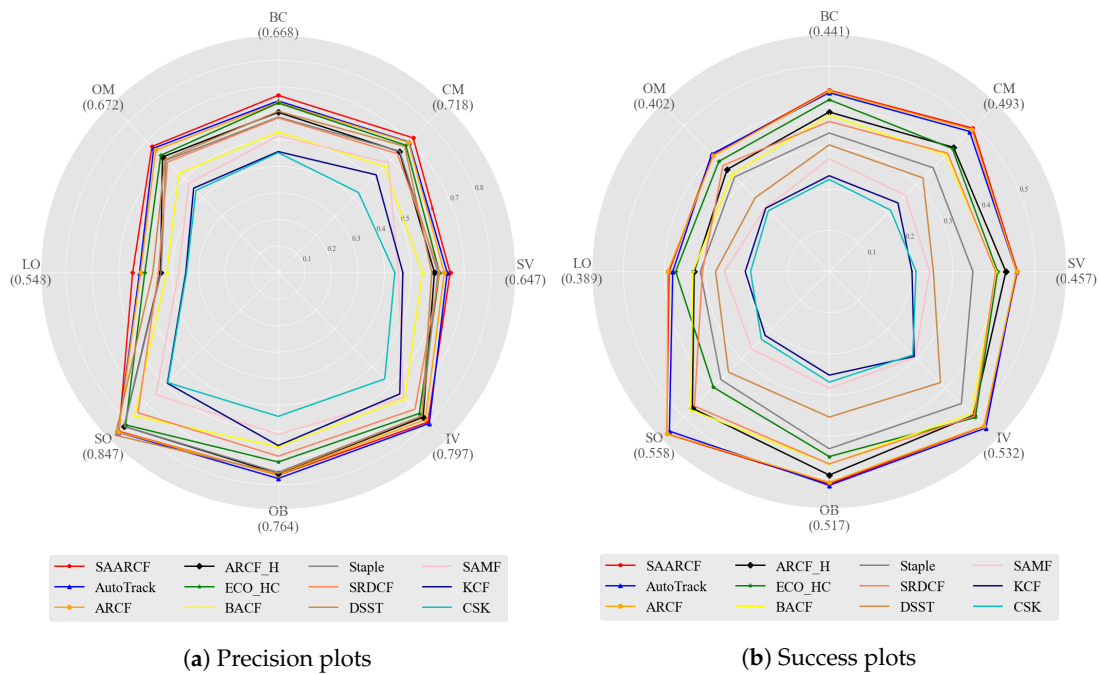 BC
(0.668)
OM
(0.672)
CM
(0.718)
LO
(0.548)
SV
(0.647)
SO
(0.847)
IV
(0.797)
OB
(0.764)
0.1
0.2
0.3
0.4
0.5
0.7
0.8
SAARCF
ARCF_H
Staple
SAMF
AutoTrack
ECO_HC
SRDCF
KCF
ARCF
BACF
DSST
CSK
(a) Precision plots
BC
(0.441)
OM
(0.402)
CM
(0.493)
LO
(0.389)
SV
(0.457)
SO
(0.558)
IV
(0.532)
OB
(0.517)
0.1
0.2
0.3
0.4
0.5
SAARCF
ARCF_H
Staple
SAMF
AutoTrack
ECO_HC
SRDCF
KCF
ARCF
BACF
DSST
CSK
(b) Success plots